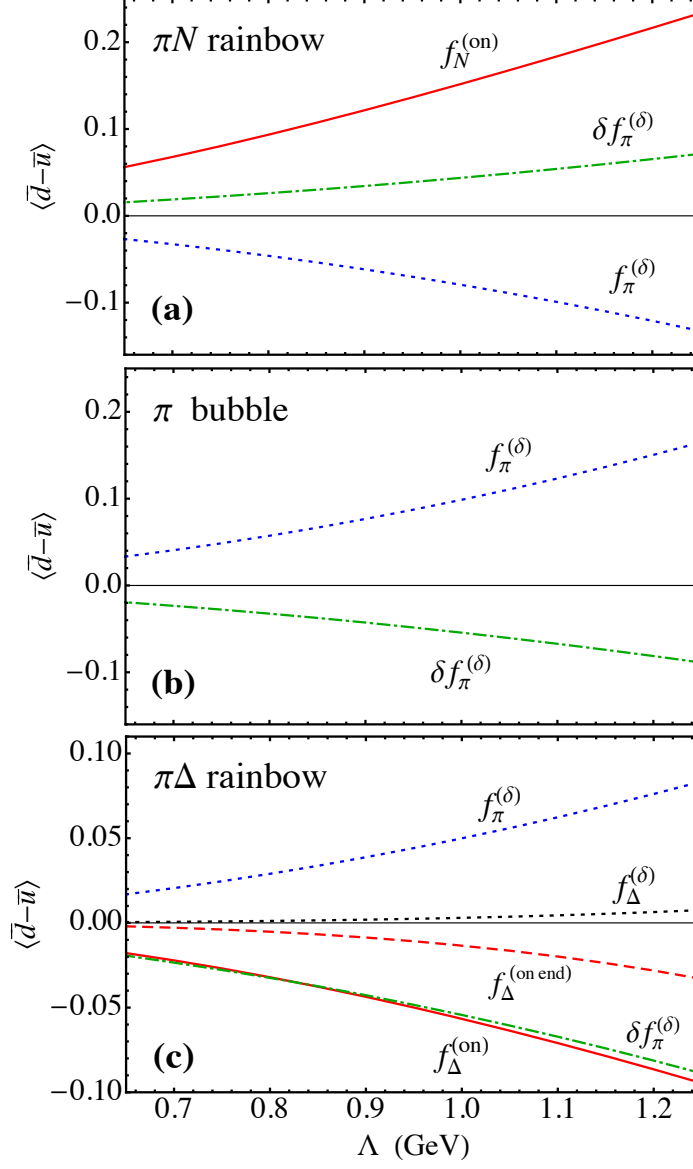 πN rainbow
f_N^(on)
δf_π^(δ)
f_π^(δ)
(a)
⟨d̄−ū⟩
0.2
0.1
0.0
−0.1
π bubble
f_π^(δ)
δf_π^(δ)
(b)
⟨d̄−ū⟩
0.2
0.1
0.0
−0.1
πΔ rainbow
f_π^(δ)
f_Δ^(δ)
f_Δ^(on end)
δf_π^(δ)
f_Δ^(on)
(c)
⟨d̄−ū⟩
0.10
0.05
0.00
−0.05
−0.10
0.7 0.8 0.9 1.0 1.1 1.2
Λ (GeV)